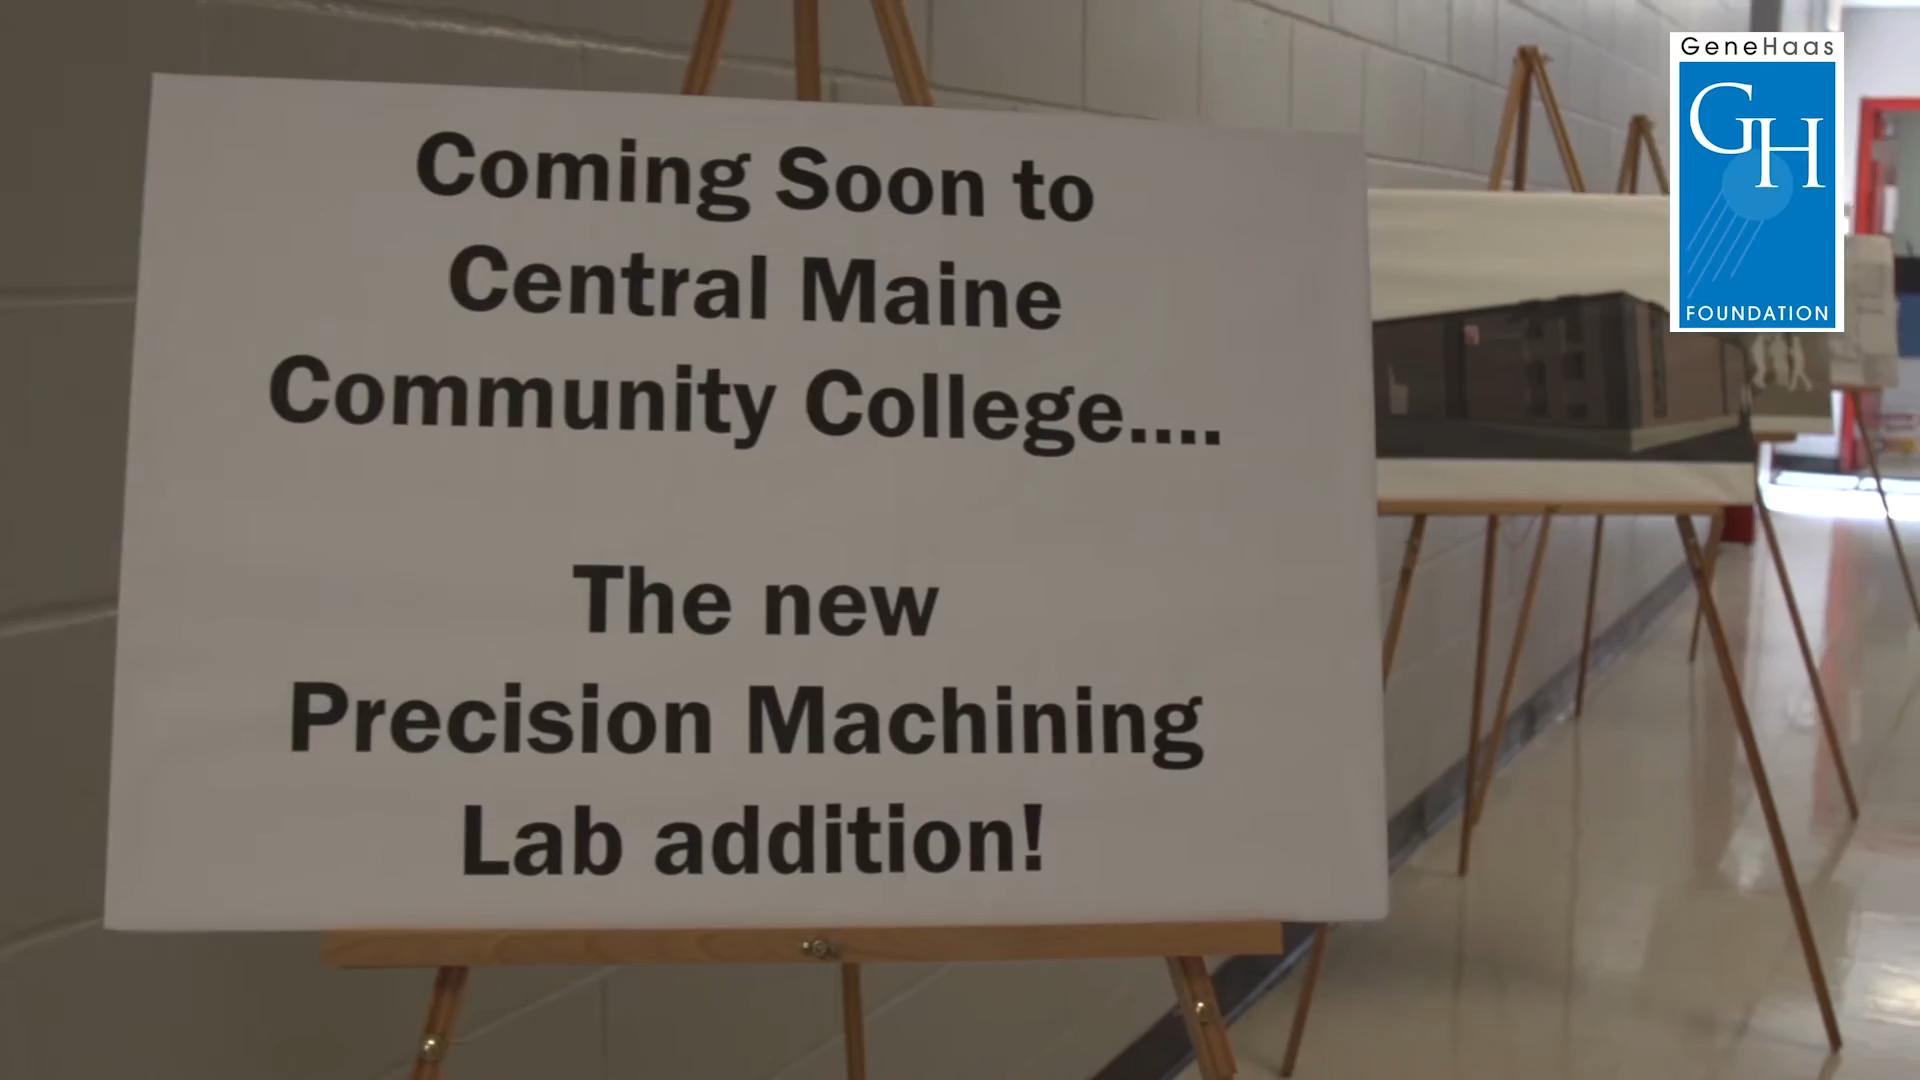 Coming Soon to
Central Maine
Community College....
The new
Precision Machining
Lab addition!
GeneHaas
GH
FOUNDATION